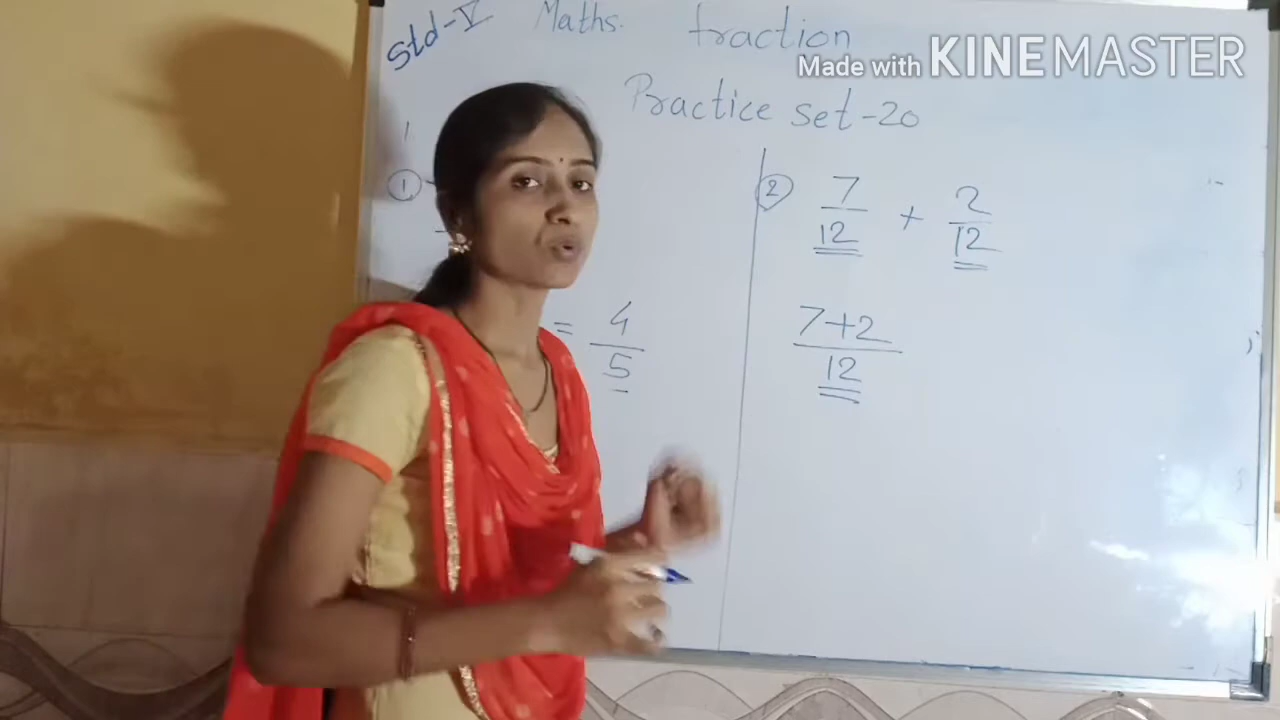 Std-V Maths. fraction
Made with KINEMASTER
Practice set-20
1
① 
= 4/5
② 7/12 + 2/12
7+2/12